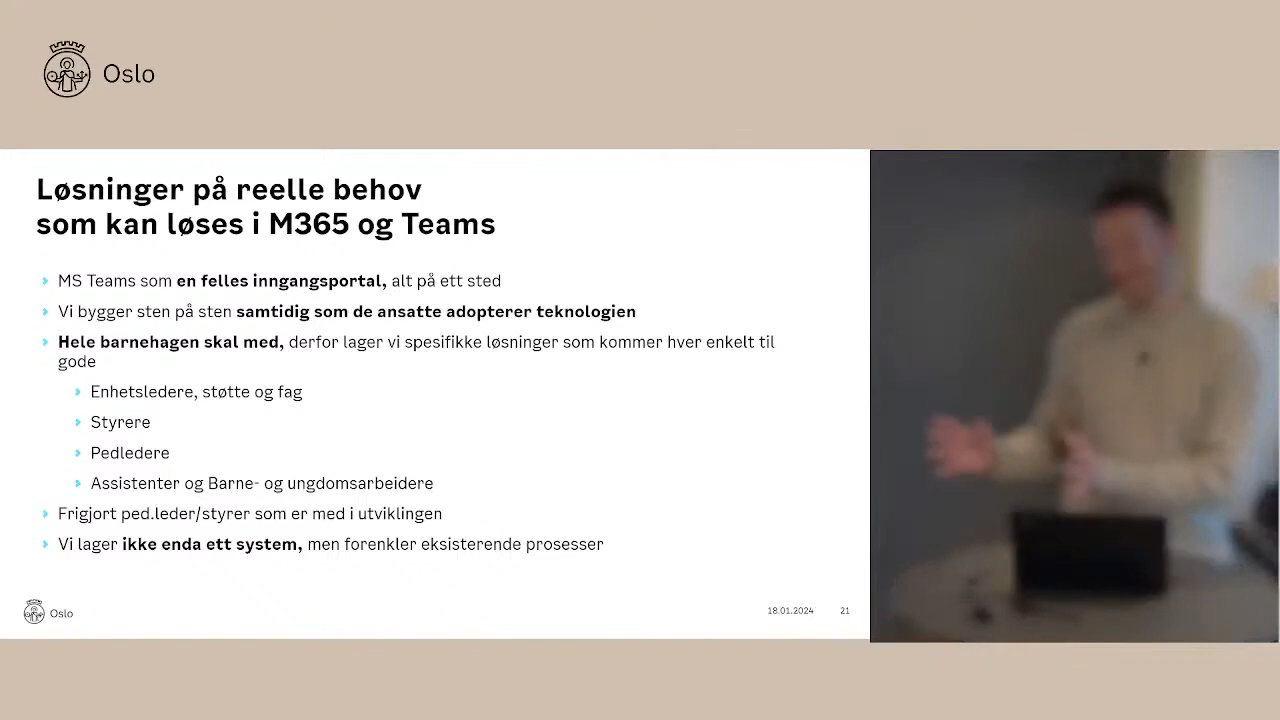 Oslo
Løsninger på reelle behov
som kan løses i M365 og Teams
MS Teams som en felles inngangsportal, alt på ett sted
Vi bygger sten på sten samtidig som de ansatte adopterer teknologien
Hele barnehagen skal med, derfor lager vi spesifikke løsninger som kommer hver enkelt til
gode
Enhetsledere, støtte og fag
Styrere
Pedledere
Assistenter og Barne- og ungdomsarbeidere
Frigjort ped.leder/styrer som er med i utviklingen
Vi lager ikke enda ett system, men forenkler eksisterende prosesser
Oslo
18.01.2024
21